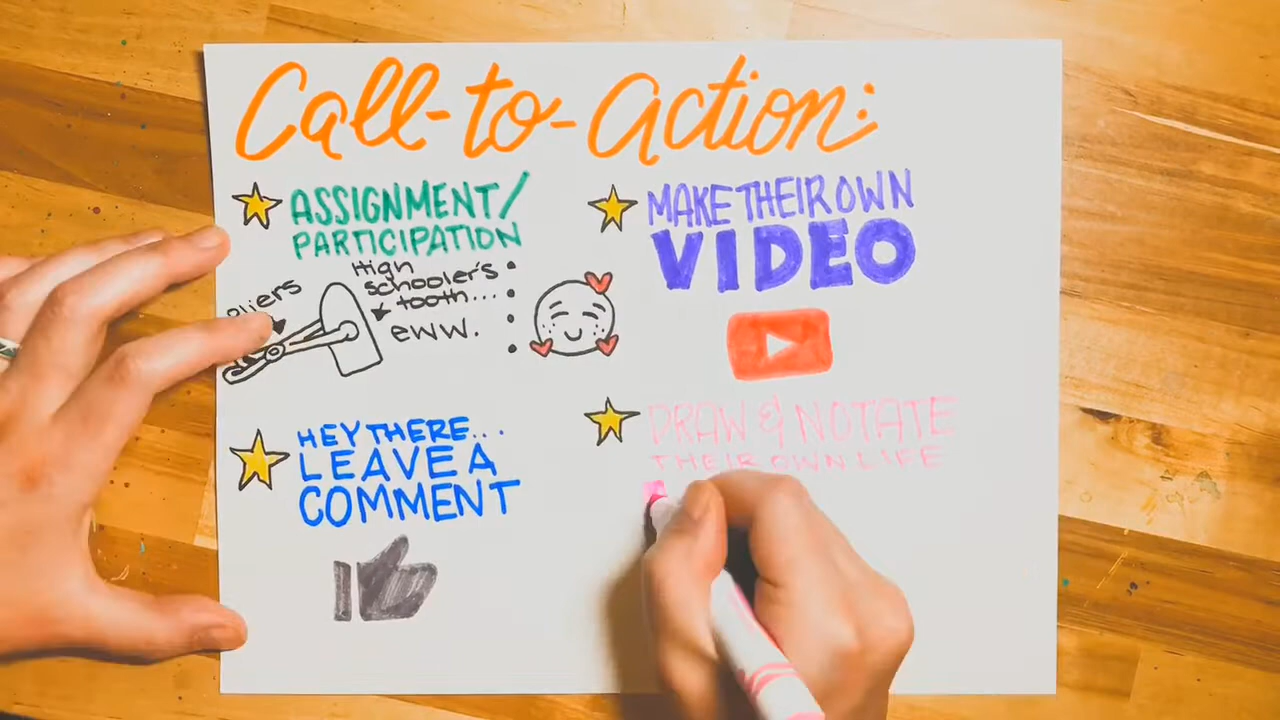 Call-to-Action:
ASSIGNMENT/
PARTICIPATION
High
schooler's
tooth...
eww.
HEY THERE...
LEAVE A
COMMENT
MAKE THEIR OWN
VIDEO
DRAW & NOTATE
THEIR OWN LIFE